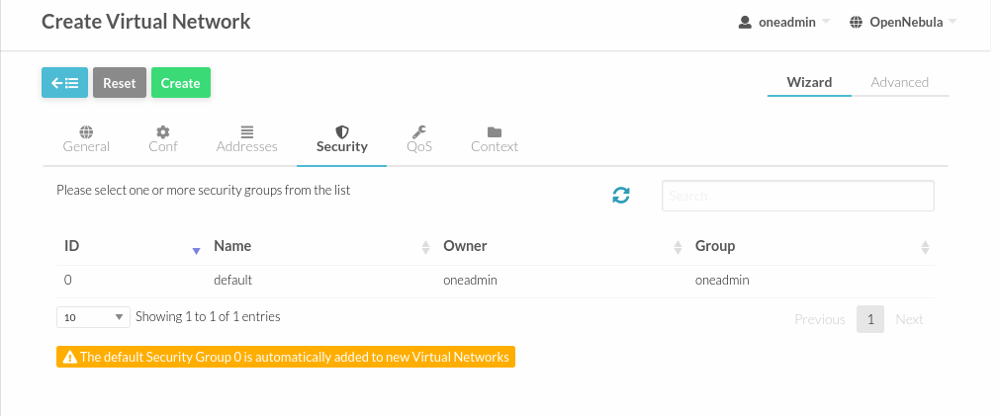 Create Virtual Network
oneadmin
OpenNebula
Reset
Create
Wizard
Advanced
General
Conf
Addresses
Security
QoS
Context
Please select one or more security groups from the list
Search
ID
Name
Owner
Group
0
default
oneadmin
oneadmin
10
Showing 1 to 1 of 1 entries
Previous
1
Next
The default Security Group 0 is automatically added to new Virtual Networks